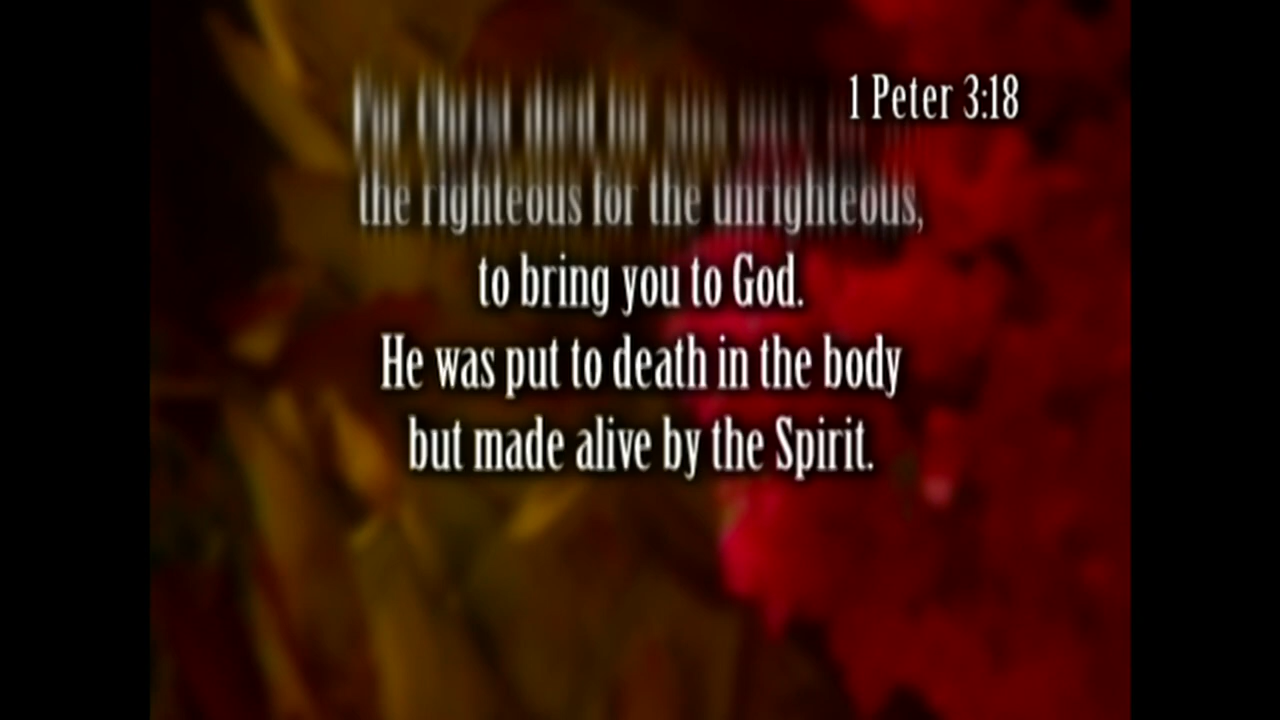 1 Peter 3:18
the righteous for the unrighteous,
to bring you to God.
He was put to death in the body
but made alive by the Spirit.